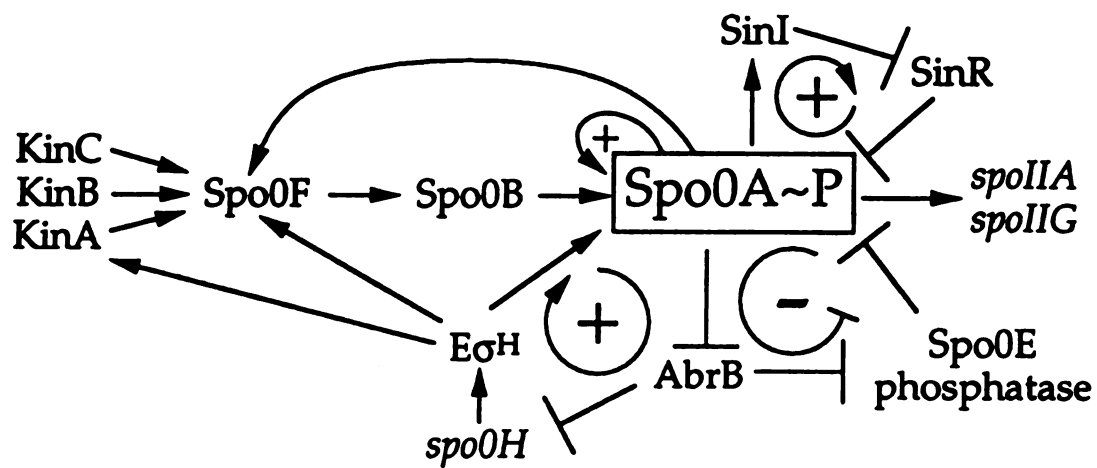 SinI
SinR
+
+
KinC
KinB
KinA
Spo0F
Spo0B
Spo0A~P
spoIIA
spoIIG
+
-
Eσᴴ
AbrB
Spo0E
phosphatase
spo0H